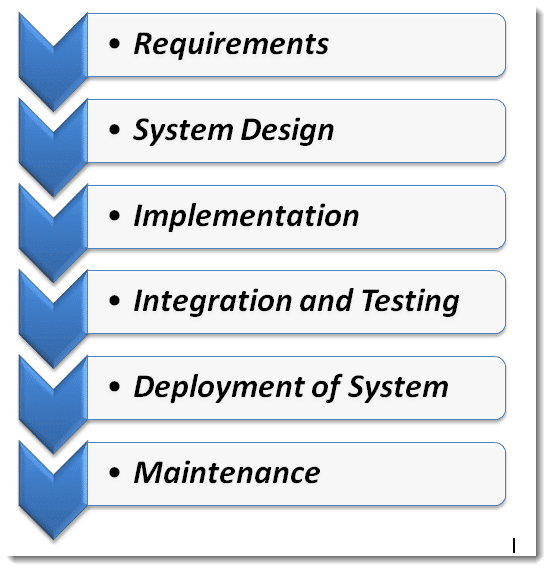 • Requirements
• System Design
• Implementation
• Integration and Testing
• Deployment of System
• Maintenance